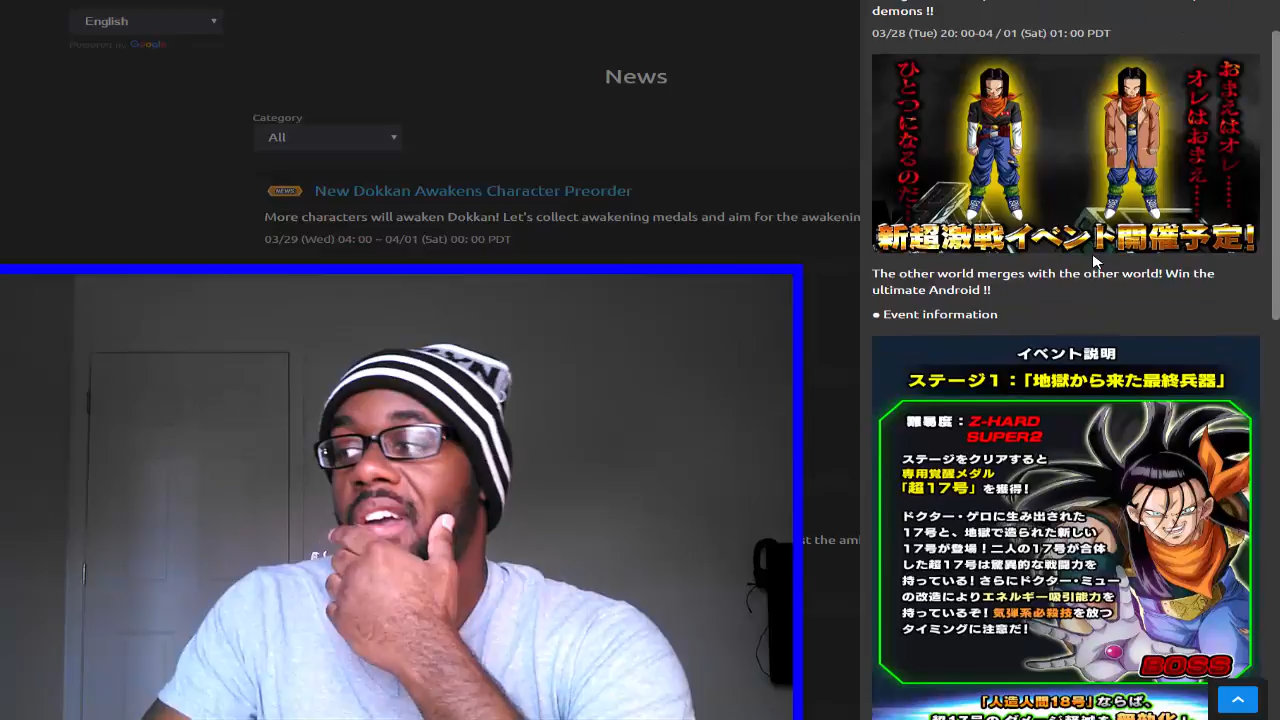 English
Powered by Google
News
Category
All
NEWS
New Dokkan Awakens Character Preorder
More characters will awaken Dokkan! Let's collect awakening medals and aim for the awakenin
03/29 (Wed) 04: 00 ~ 04/01 (Sat) 00: 00 PDT
st the am
demons !!
03/28 (Tue) 20: 00-04 / 01 (Sat) 01: 00 PDT
おまえはオレ……
オレはおまえ……
ひとつになるのだ
新超激戦イベント開催予定!
The other world merges with the other world! Win the
ultimate Android !!
● Event information
イベント説明
ステージ1：「地獄から来た最終兵器」
難易度：Z-HARD
SUPER2
ステージをクリアすると
専用覚醒メダル
「超17号」を獲得!
ドクター・ゲロに生み出された
17号と、地獄で造られた新しい
17号が登場!二人の17号が合体
した超17号は驚異的な戦闘力を
持っている!さらにドクター・ミュー
の改造によりエネルギー吸引能力を
持っているぞ!気弾系必殺技を放つ
タイミングに注意だ!
BOSS
「人造人間18号」ならば、